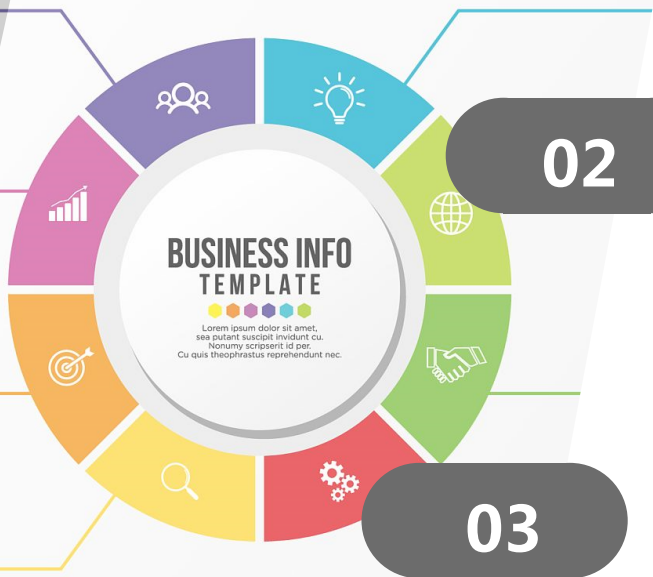 02
BUSINESS INFO
TEMPLATE
Lorem ipsum dolor sit amet,
sea putant suscipit invidunt cu.
Nonumy scripserit id per.
Cu quis theophrastus reprehendunt nec.
03